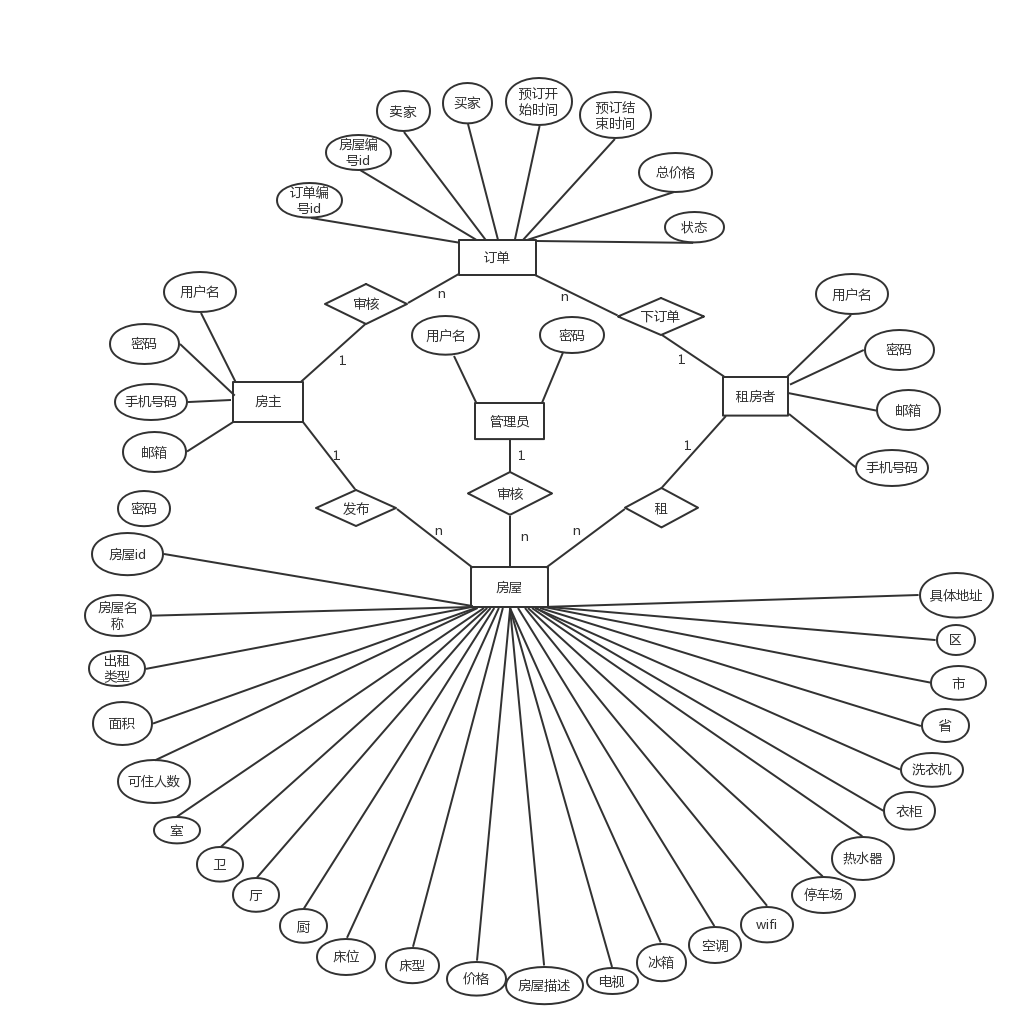 卖家
买家
预订开
始时间
预订结
束时间
房屋编
号id
总价格
订单编
号id
状态
订单
用户名
审核
n
n
下订单
用户名
密码
用户名
密码
密码
手机号码
1
1
房主
管理员
租房者
邮箱
邮箱
1
1
1
手机号码
密码
发布
审核
租
n
n
n
房屋id
房屋
具体地址
房屋名
称
区
出租
类型
市
面积
省
可住人数
洗衣机
室
衣柜
卫
热水器
厅
停车场
厨
wifi
床位
空调
床型
冰箱
价格
房屋描述
电视